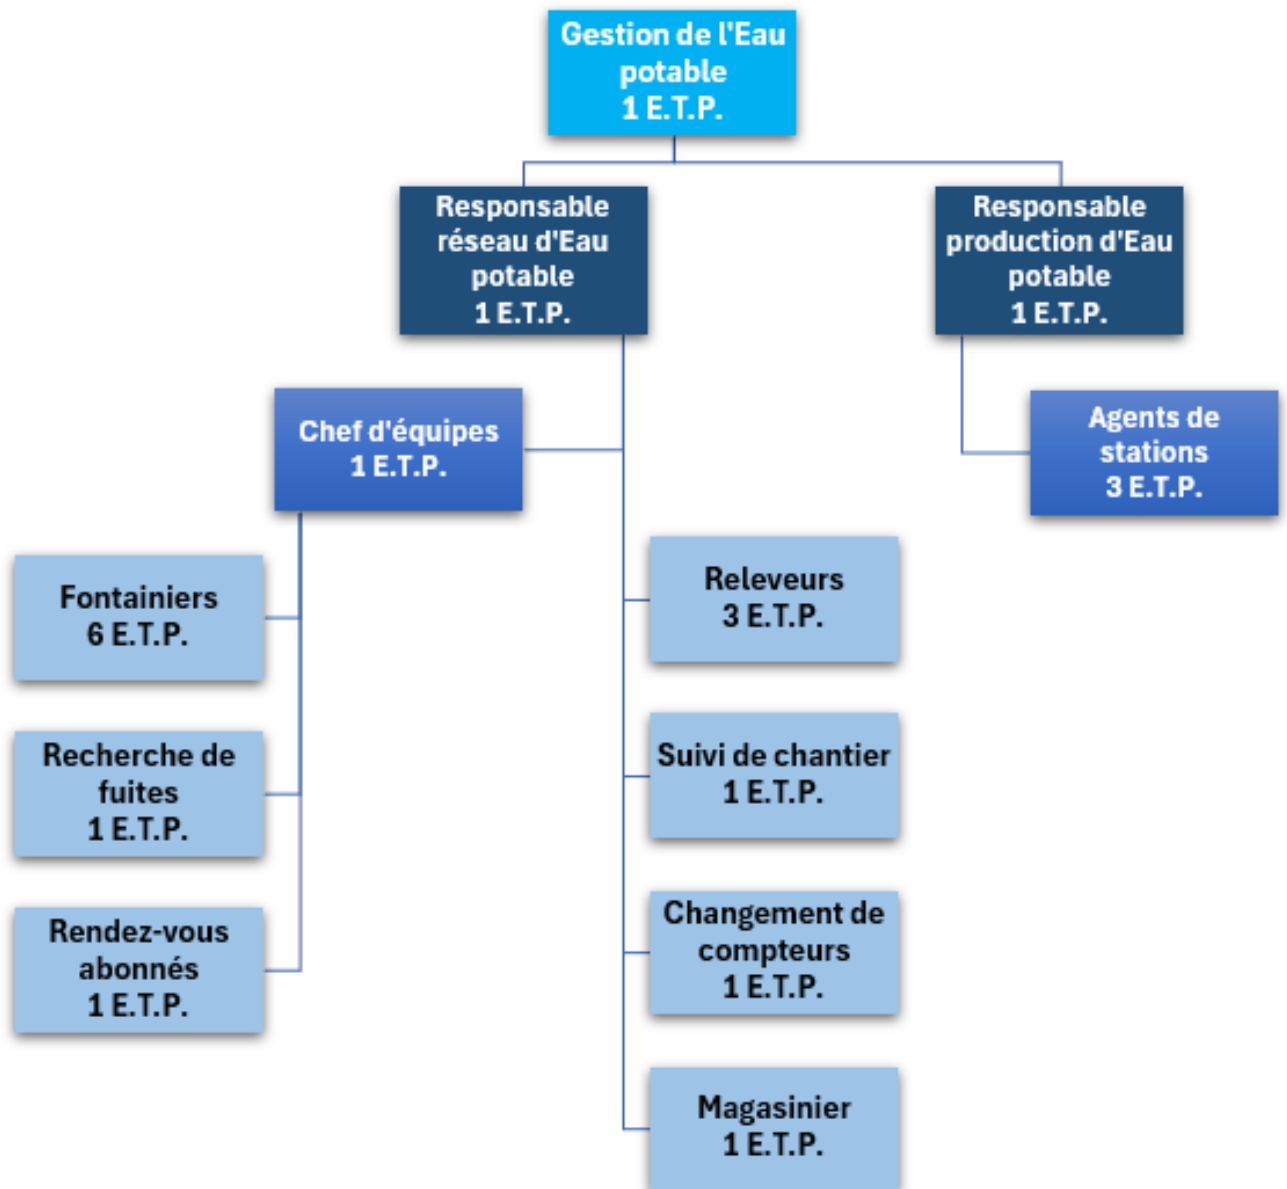 Gestion de l'Eau
potable
1 E.T.P.
Responsable
réseau d'Eau
potable
1 E.T.P.
Responsable
production d'Eau
potable
1 E.T.P.
Chef d'équipes
1 E.T.P.
Agents de
stations
3 E.T.P.
Fontainiers
6 E.T.P.
Recherche de
fuites
1 E.T.P.
Rendez-vous
abonnés
1 E.T.P.
Releveurs
3 E.T.P.
Suivi de chantier
1 E.T.P.
Changement de
compteurs
1 E.T.P.
Magasinier
1 E.T.P.